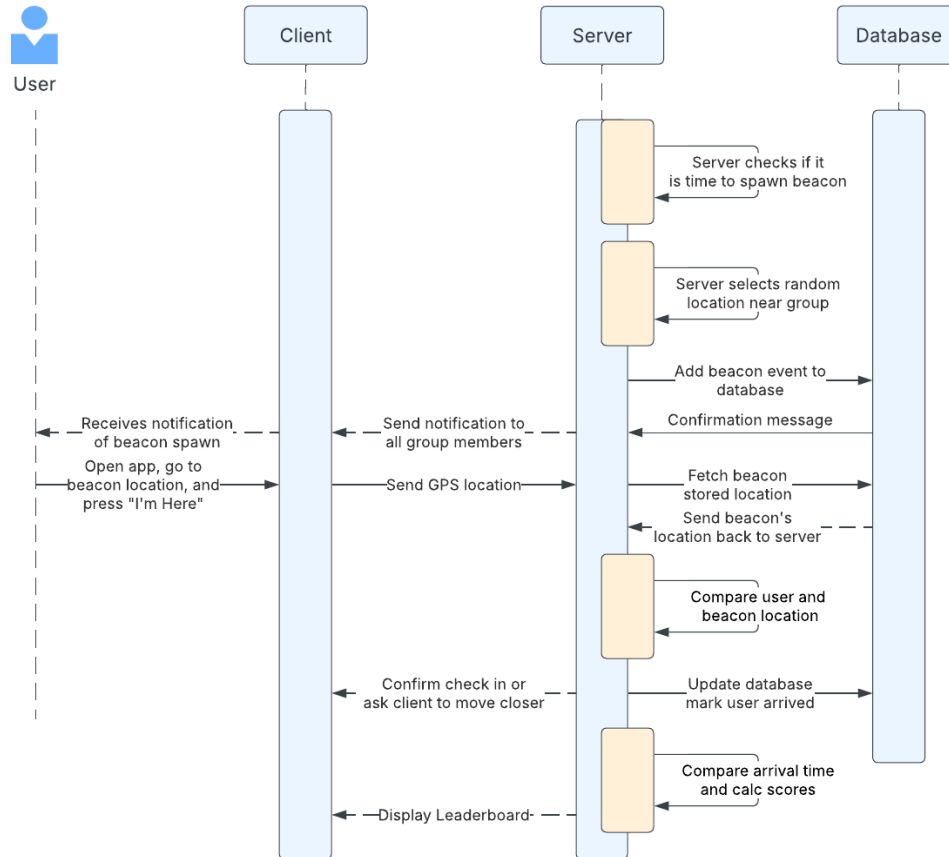 User
Client
Server
Database
Server checks if it
is time to spawn beacon
Server selects random
location near group
Add beacon event to
database
Receives notification
of beacon spawn
Send notification to
all group members
Confirmation message
Open app, go to
beacon location, and
press "I'm Here"
Send GPS location
Fetch beacon
stored location
Send beacon's
location back to server
Compare user and
beacon location
Confirm check in or
ask client to move closer
Update database
mark user arrived
Compare arrival time
and calc scores
Display Leaderboard